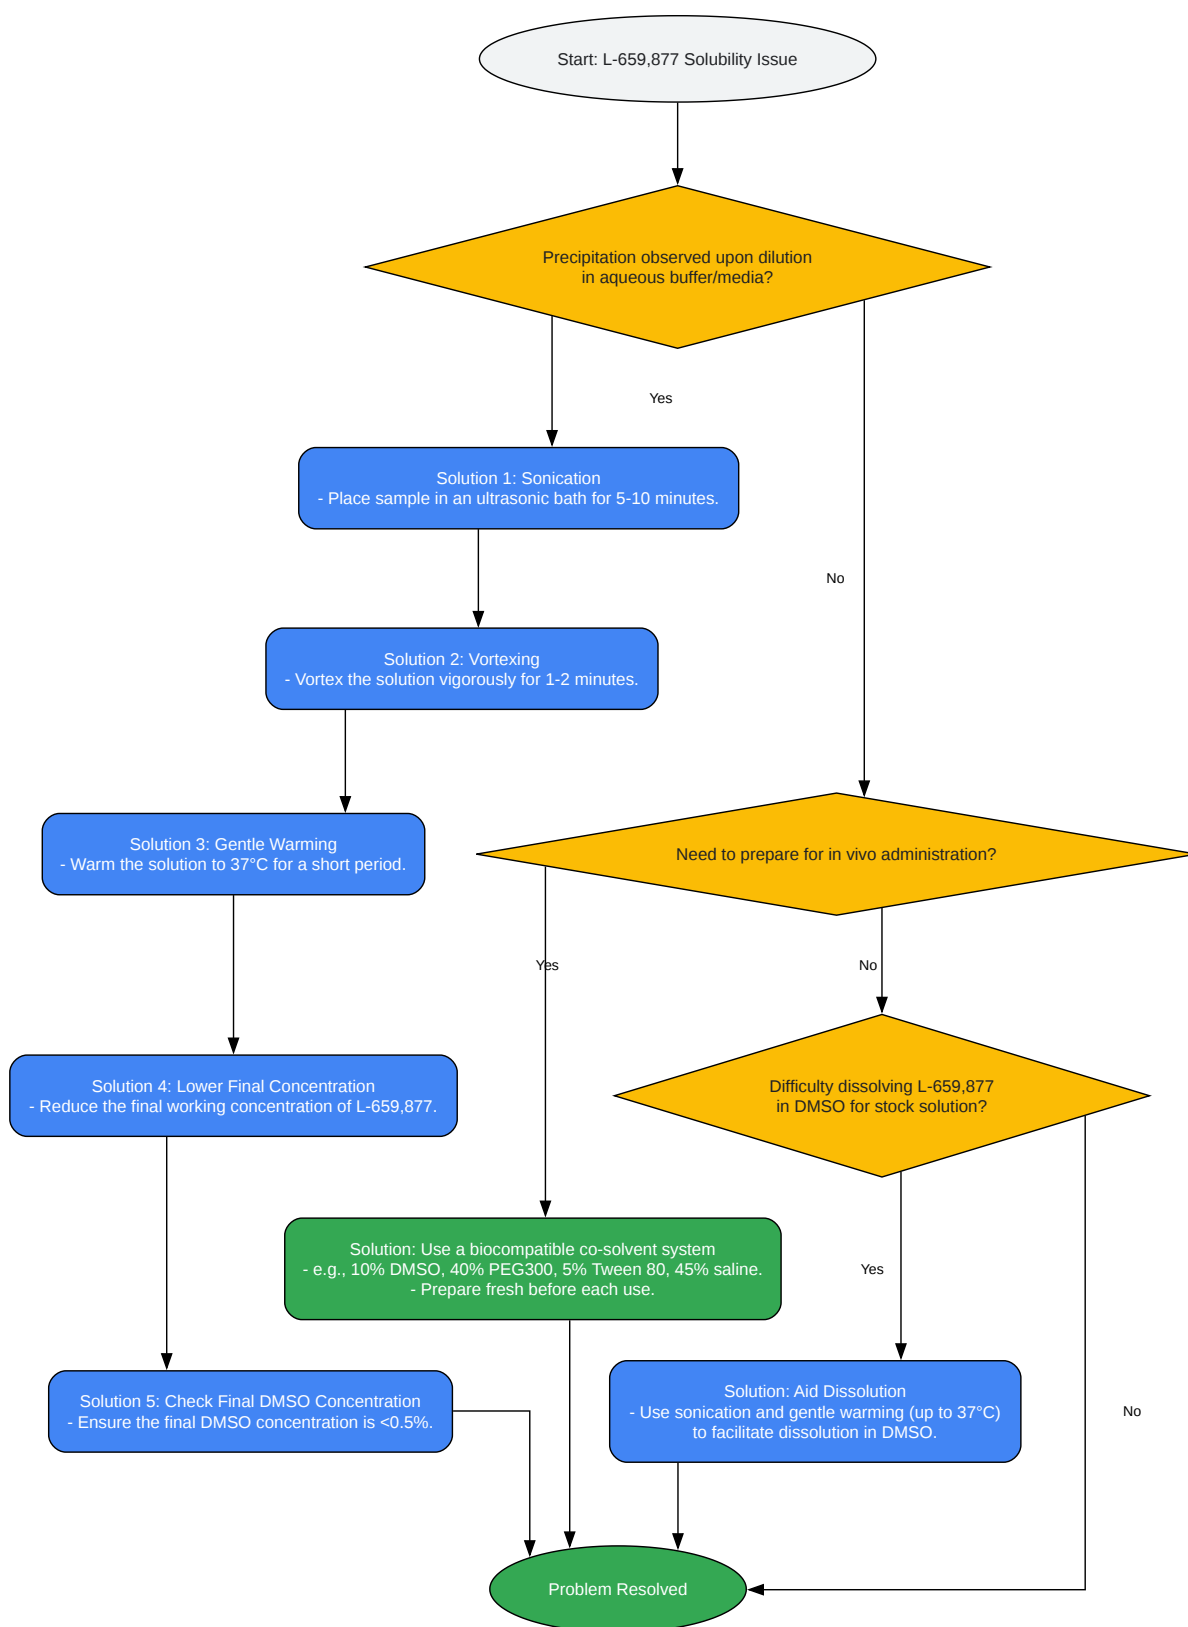 Start: L-659,877 Solubility Issue
Precipitation observed upon dilution
in aqueous buffer/media?
Yes
Solution 1: Sonication
- Place sample in an ultrasonic bath for 5-10 minutes.
No
Solution 2: Vortexing
- Vortex the solution vigorously for 1-2 minutes.
Solution 3: Gentle Warming
- Warm the solution to 37°C for a short period.
Need to prepare for in vivo administration?
Yes
No
Solution 4: Lower Final Concentration
- Reduce the final working concentration of L-659,877.
Difficulty dissolving L-659,877
in DMSO for stock solution?
Solution: Use a biocompatible co-solvent system
- e.g., 10% DMSO, 40% PEG300, 5% Tween 80, 45% saline.
- Prepare fresh before each use.
Yes
Solution 5: Check Final DMSO Concentration
- Ensure the final DMSO concentration is <0.5%.
Solution: Aid Dissolution
- Use sonication and gentle warming (up to 37°C)
to facilitate dissolution in DMSO.
No
Problem Resolved